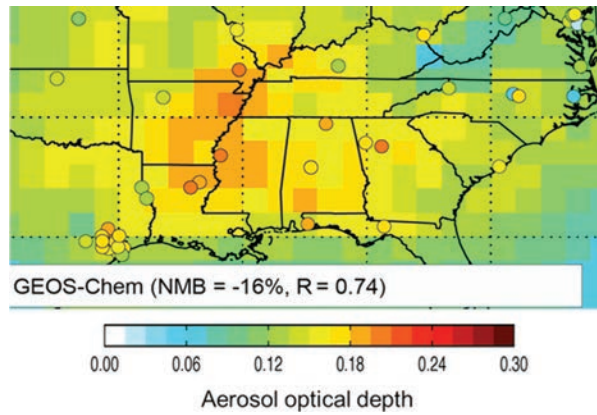 GEOS-Chem (NMB = -16%, R = 0.74)
0.00 0.06 0.12 0.18 0.24 0.30
Aerosol optical depth